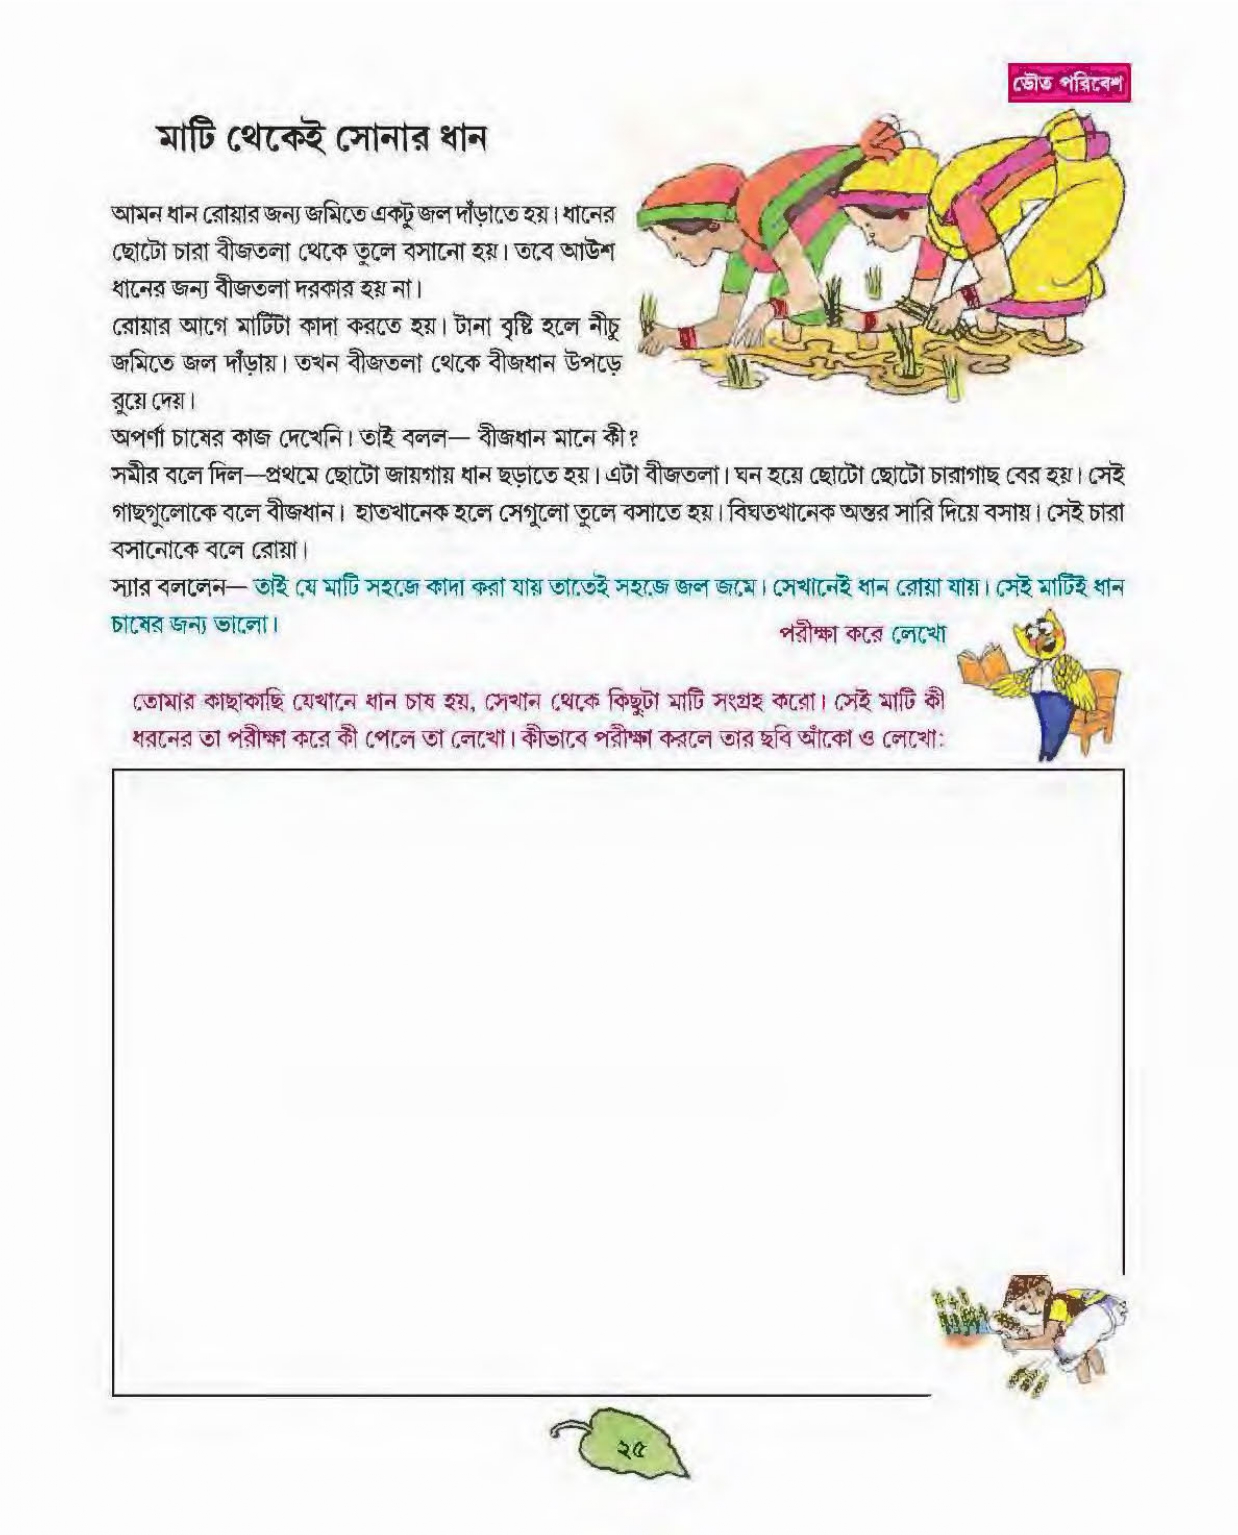 ভৌত পরিবেশ
মাটি থেকেই সোনার ধান
আমন ধান রোয়ার জন্য জমিতে একটু জল দাঁড়াতে হয়। ধানের
ছোটো চারা বীজতলা থেকে তুলে বসানো হয়। তবে আউশ
ধানের জন্য বীজতলা দরকার হয় না।
রোয়ার আগে মাটিটা কাদা করতে হয়। টানা বৃষ্টি হলে নীচু
জমিতে জল দাঁড়ায়। তখন বীজতলা থেকে বীজধান উপড়ে
রুয়ে দেয়।
অপর্ণা চাষের কাজ দেখেনি। তাই বলল— বীজধান মানে কী?
সমীর বলে দিল—প্রথমে ছোটো জায়গায় ধান ছড়াতে হয়। এটা বীজতলা। ঘন হয়ে ছোটো ছোটো চারাগাছ বের হয়। সেই
গাছগুলোকে বলে বীজধান। হাতখানেক হলে সেগুলো তুলে বসাতে হয়। বিঘতখানেক অন্তর সারি দিয়ে বসায়। সেই চারা
বসানোকে বলে রোয়া।
স্যার বললেন— তাই যে মাটি সহজে কাদা করা যায় তাতেই সহজে জল জমে। সেখানেই ধান রোয়া যায়। সেই মাটিই ধান
চাষের জন্য ভালো।
পরীক্ষা করে লেখো
তোমার কাছাকাছি যেখানে ধান চাষ হয়, সেখান থেকে কিছুটা মাটি সংগ্রহ করো। সেই মাটি কী
ধরনের তা পরীক্ষা করে কী পেলে তা লেখো। কীভাবে পরীক্ষা করলে তার ছবি আঁকো ও লেখো:
২৫